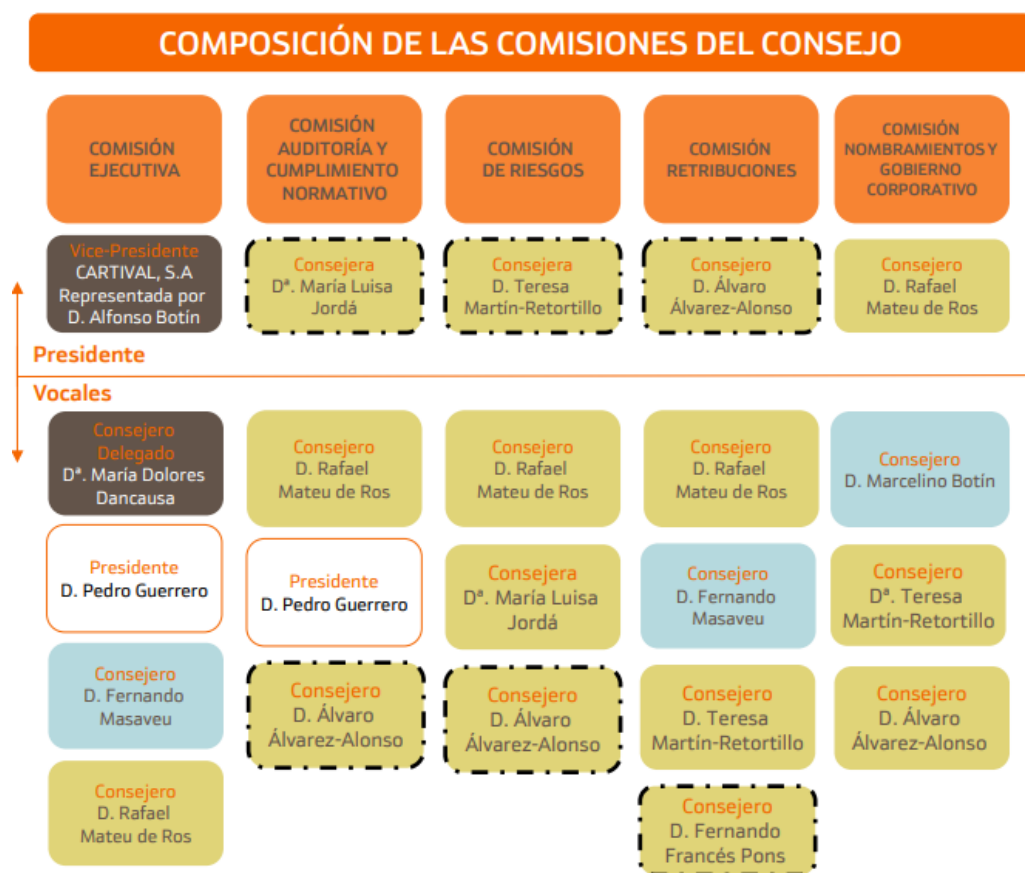 COMPOSICIÓN DE LAS COMISIONES DEL CONSEJO
COMISIÓN
EJECUTIVA
COMISIÓN
AUDITORÍA Y
CUMPLIMIENTO
NORMATIVO
COMISIÓN
DE RIESGOS
COMISIÓN
RETRIBUCIONES
COMISIÓN
NOMBRAMIENTOS Y
GOBIERNO
CORPORATIVO
Vice-Presidente
CARTIVAL, S.A
Representada por
D. Alfonso Botín
Consejera
Dª. María Luisa
Jordá
Consejera
D. Teresa
Martín-Retortillo
Consejero
D. Álvaro
Álvarez-Alonso
Consejero
D. Rafael
Mateu de Ros
Presidente
Vocales
Consejero
Delegado
Dª. María Dolores
Dancausa
Consejero
D. Rafael
Mateu de Ros
Consejero
D. Rafael
Mateu de Ros
Consejero
D. Rafael
Mateu de Ros
Consejero
D. Marcelino Botín
Presidente
D. Pedro Guerrero
Presidente
D. Pedro Guerrero
Consejera
Dª. María Luisa
Jordá
Consejero
D. Fernando
Masaveu
Consejero
Dª. Teresa
Martín-Retortillo
Consejero
D. Fernando
Masaveu
Consejero
D. Álvaro
Álvarez-Alonso
Consejero
D. Álvaro
Álvarez-Alonso
Consejero
D. Teresa
Martín-Retortillo
Consejero
D. Álvaro
Álvarez-Alonso
Consejero
D. Rafael
Mateu de Ros
Consejero
D. Fernando
Francés Pons